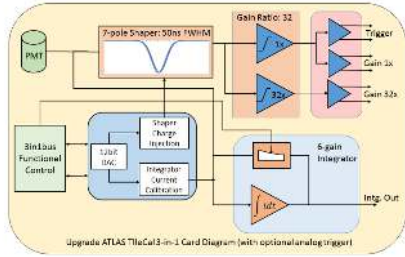 7-pole Shaper: 50ns FWHM
Gain Ratio: 32
PMT
1x
Trigger
Gain 1x
32x
Gain 32x
3in1bus
Functional
Control
12bit
DAC
Shaper
Charge
Injection
Integrator
Current
Calibration
6-gain
Integrator
∫ Idt
Intg. Out
Upgrade ATLAS TileCal 3-in-1 Card Diagram (with optional analog trigger)